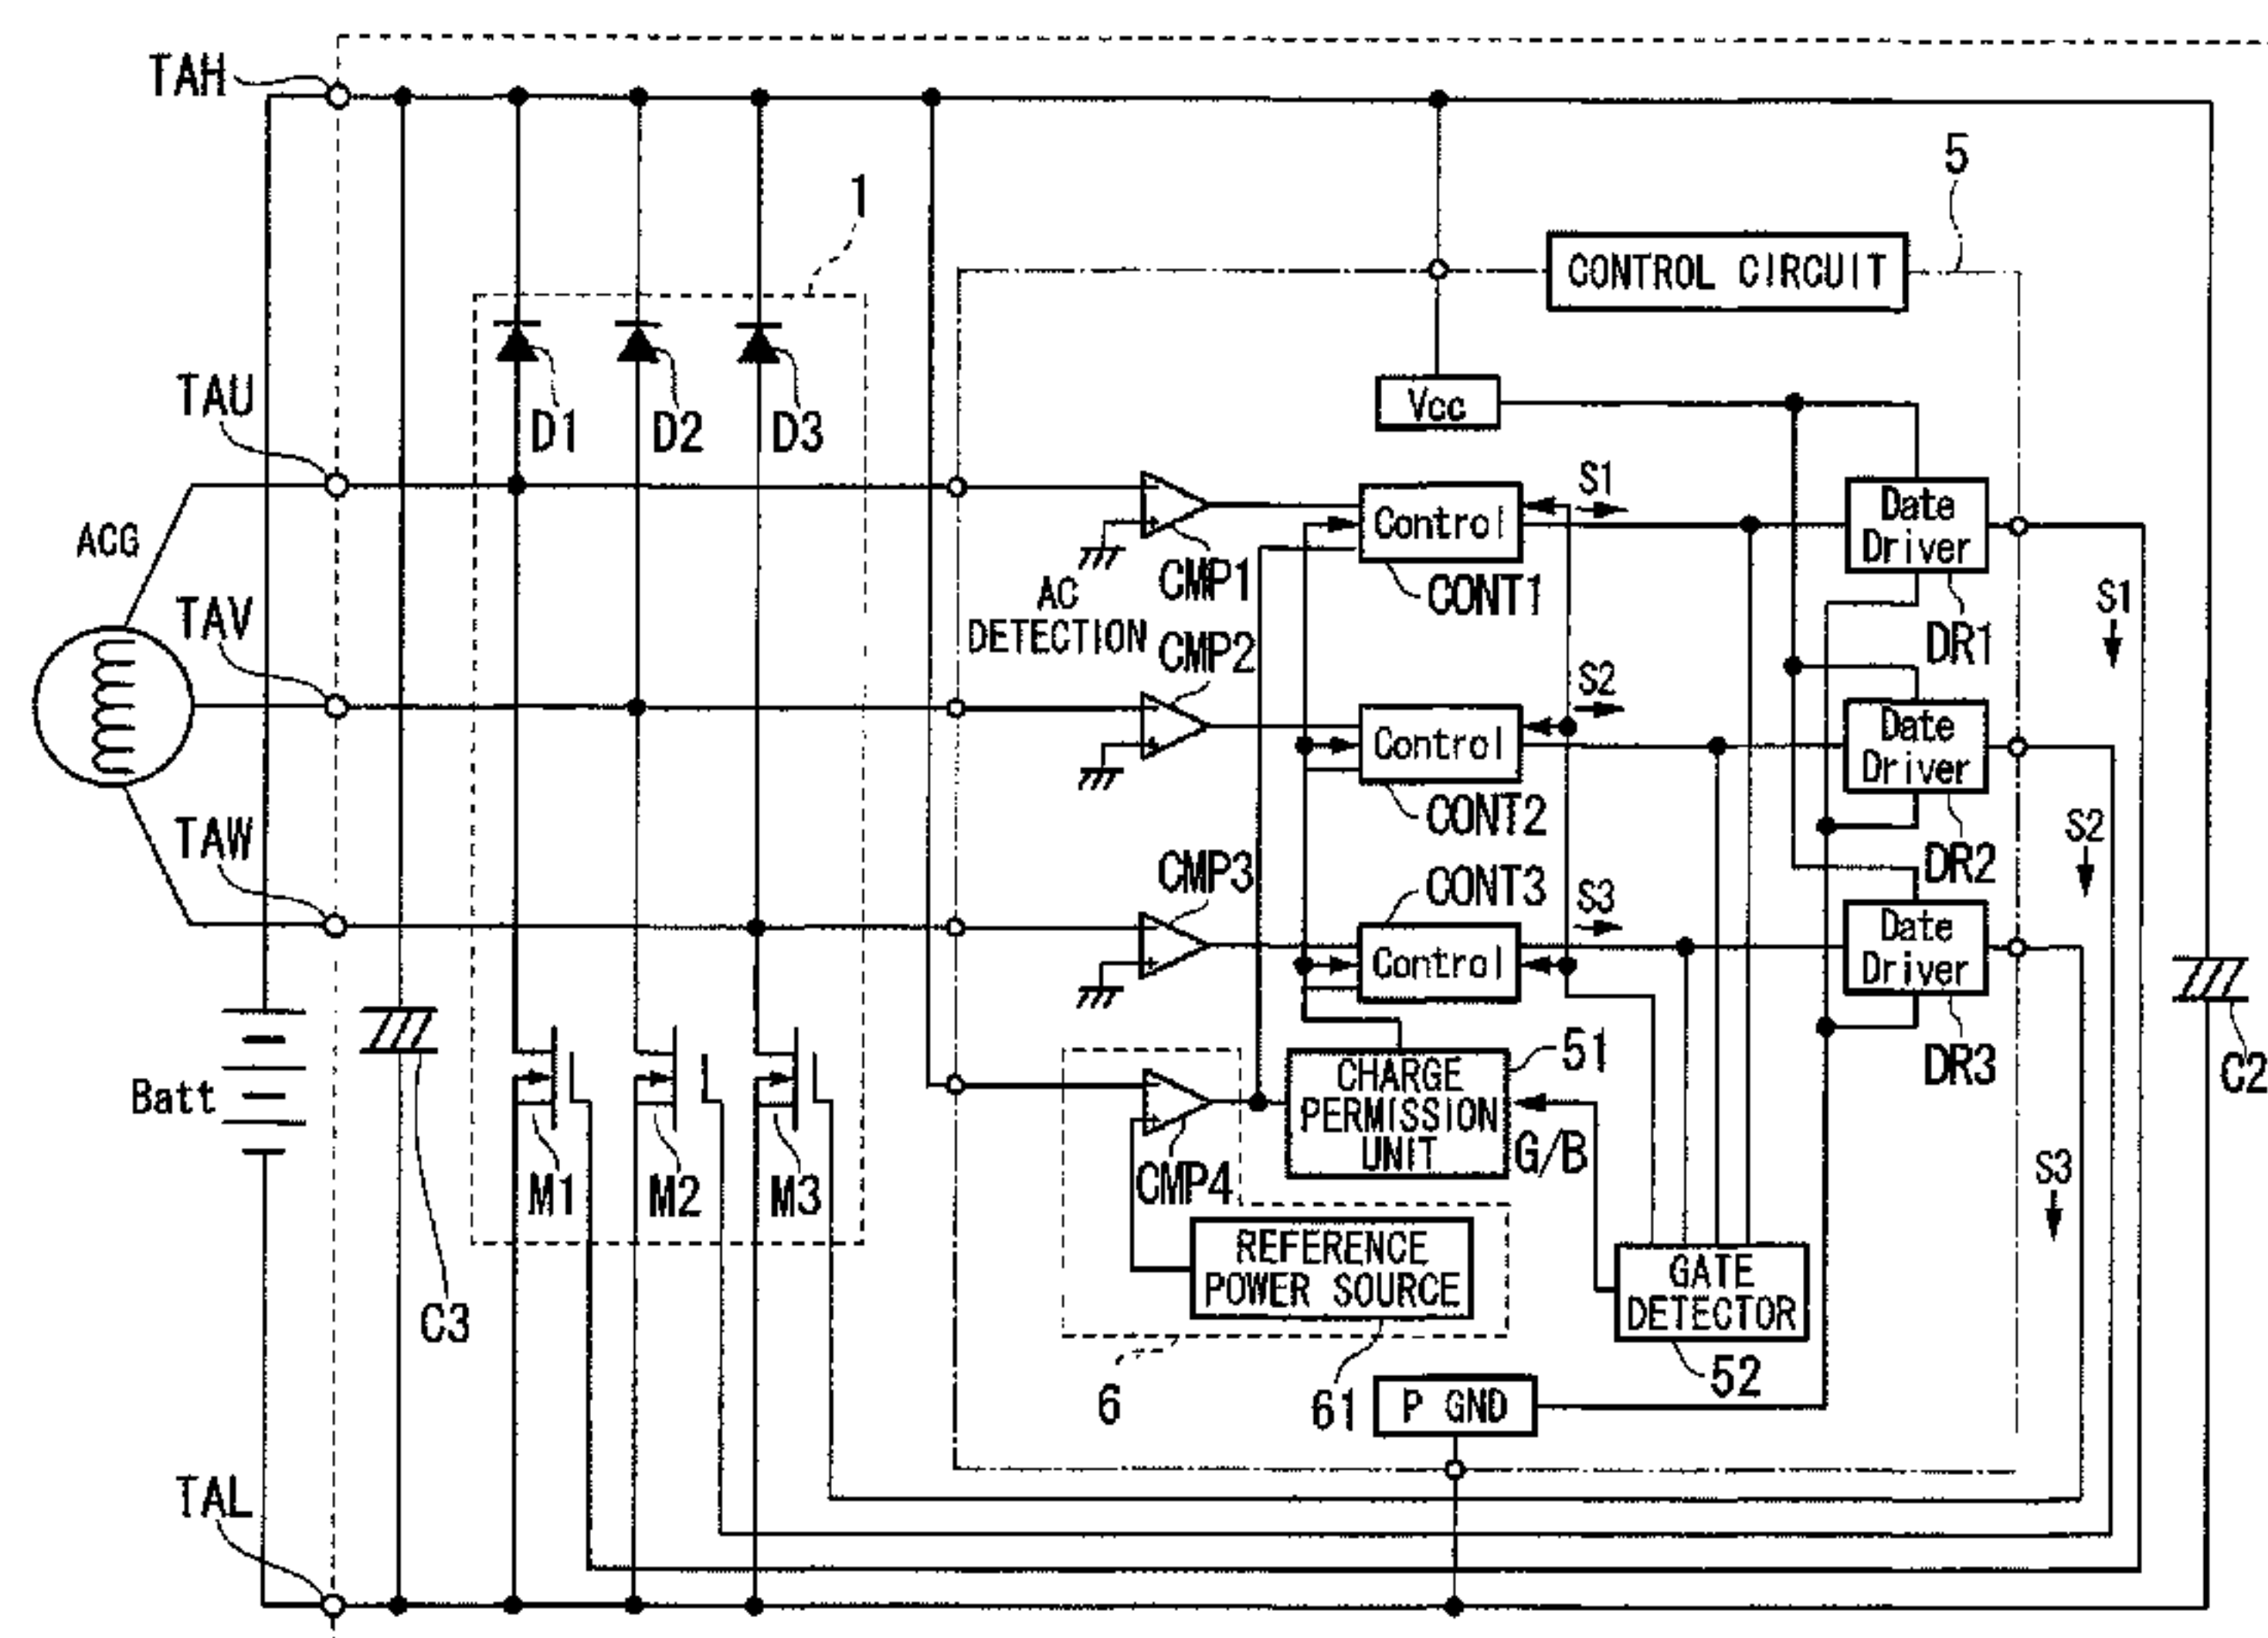 TAH
5
1
CONTROL CIRCUIT
TAU
D1
D2
D3
Vcc
S1
ACG
Control
Date
Driver
CMP1
CONT1
AC
DETECTION
DR1
S1
TAV
CMP2
S2
Control
Date
Driver
CONT2
S2
TAW
DR2
CMP3
CONT3
S3
Control
Date
Driver
DR3
C2
Batt
51
CHARGE
PERMISSION
UNIT
G/B
CMP4
M1
M2
M3
S3
REFERENCE
POWER SOURCE
GATE
DETECTOR
C3
6
61
52
P GND
TAL